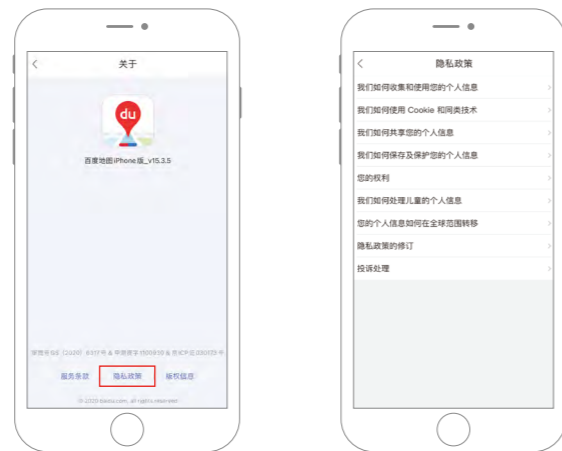 关于
du
百度地图iPhone版_v15.3.5
服务条款 隐私政策 版权信息
隐私政策
我们如何收集和使用您的个人信息
我们如何使用 Cookie 和同类技术
我们如何共享您的个人信息
我们如何保存及保护您的个人信息
您的权利
我们如何处理儿童的个人信息
您的个人信息如何在全球范围转移
隐私政策的修订
投诉处理